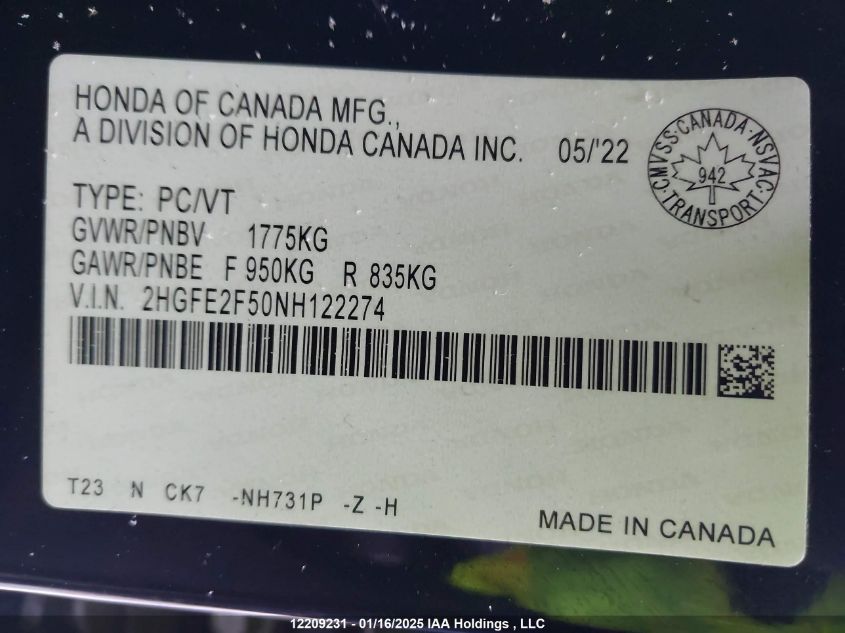 HONDA OF CANADA MFG.,
A DIVISION OF HONDA CANADA INC. 05/'22
CMVSS·CANADA·NSVAC·TRANSPORT·
942
TYPE: PC/VT
GVWR/PNBV 1775KG
GAWR/PNBE F 950KG R 835KG
V.I.N. 2HGFE2F50NH122274
T23 N CK7 -NH731P -Z -H
MADE IN CANADA
12209231 - 01/16/2025 IAA Holdings , LLC